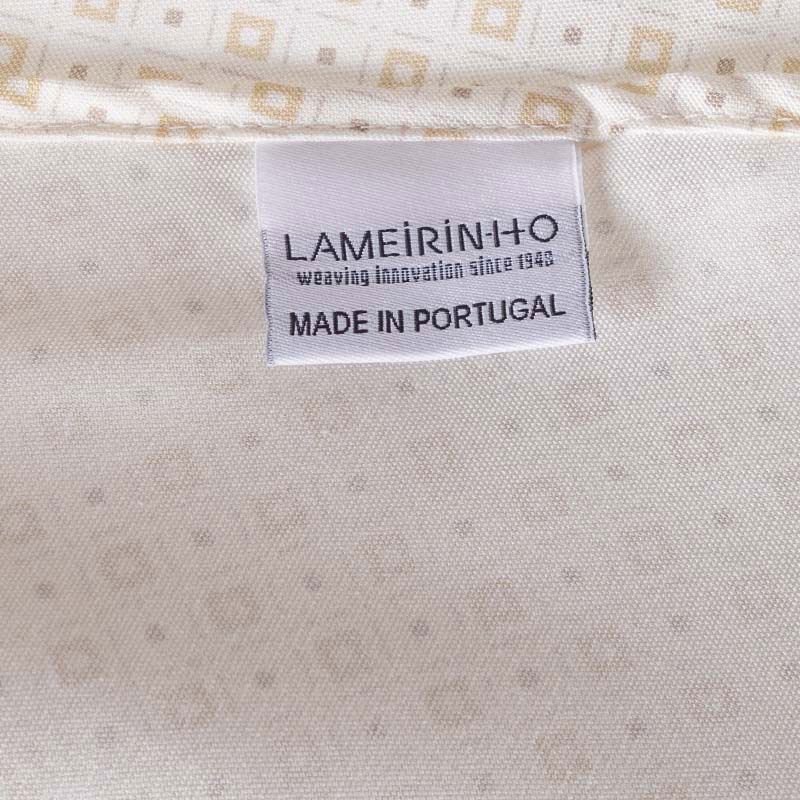 LAMEIRINHO
weaving innovation since 1948
MADE IN PORTUGAL